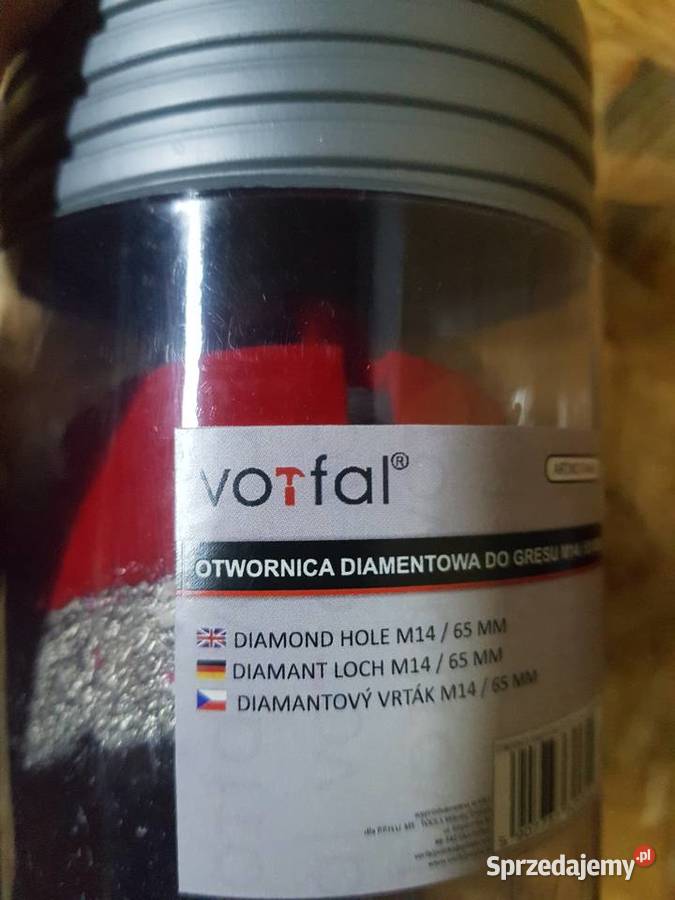 vorfal®
OTWORNICA DIAMENTOWA DO GRESU M14
DIAMOND HOLE M14 / 65 MM
DIAMANT LOCH M14 / 65 MM
DIAMANTOVÝ VRTÁK M14 / 65 MM
Sprzedajemy.pl